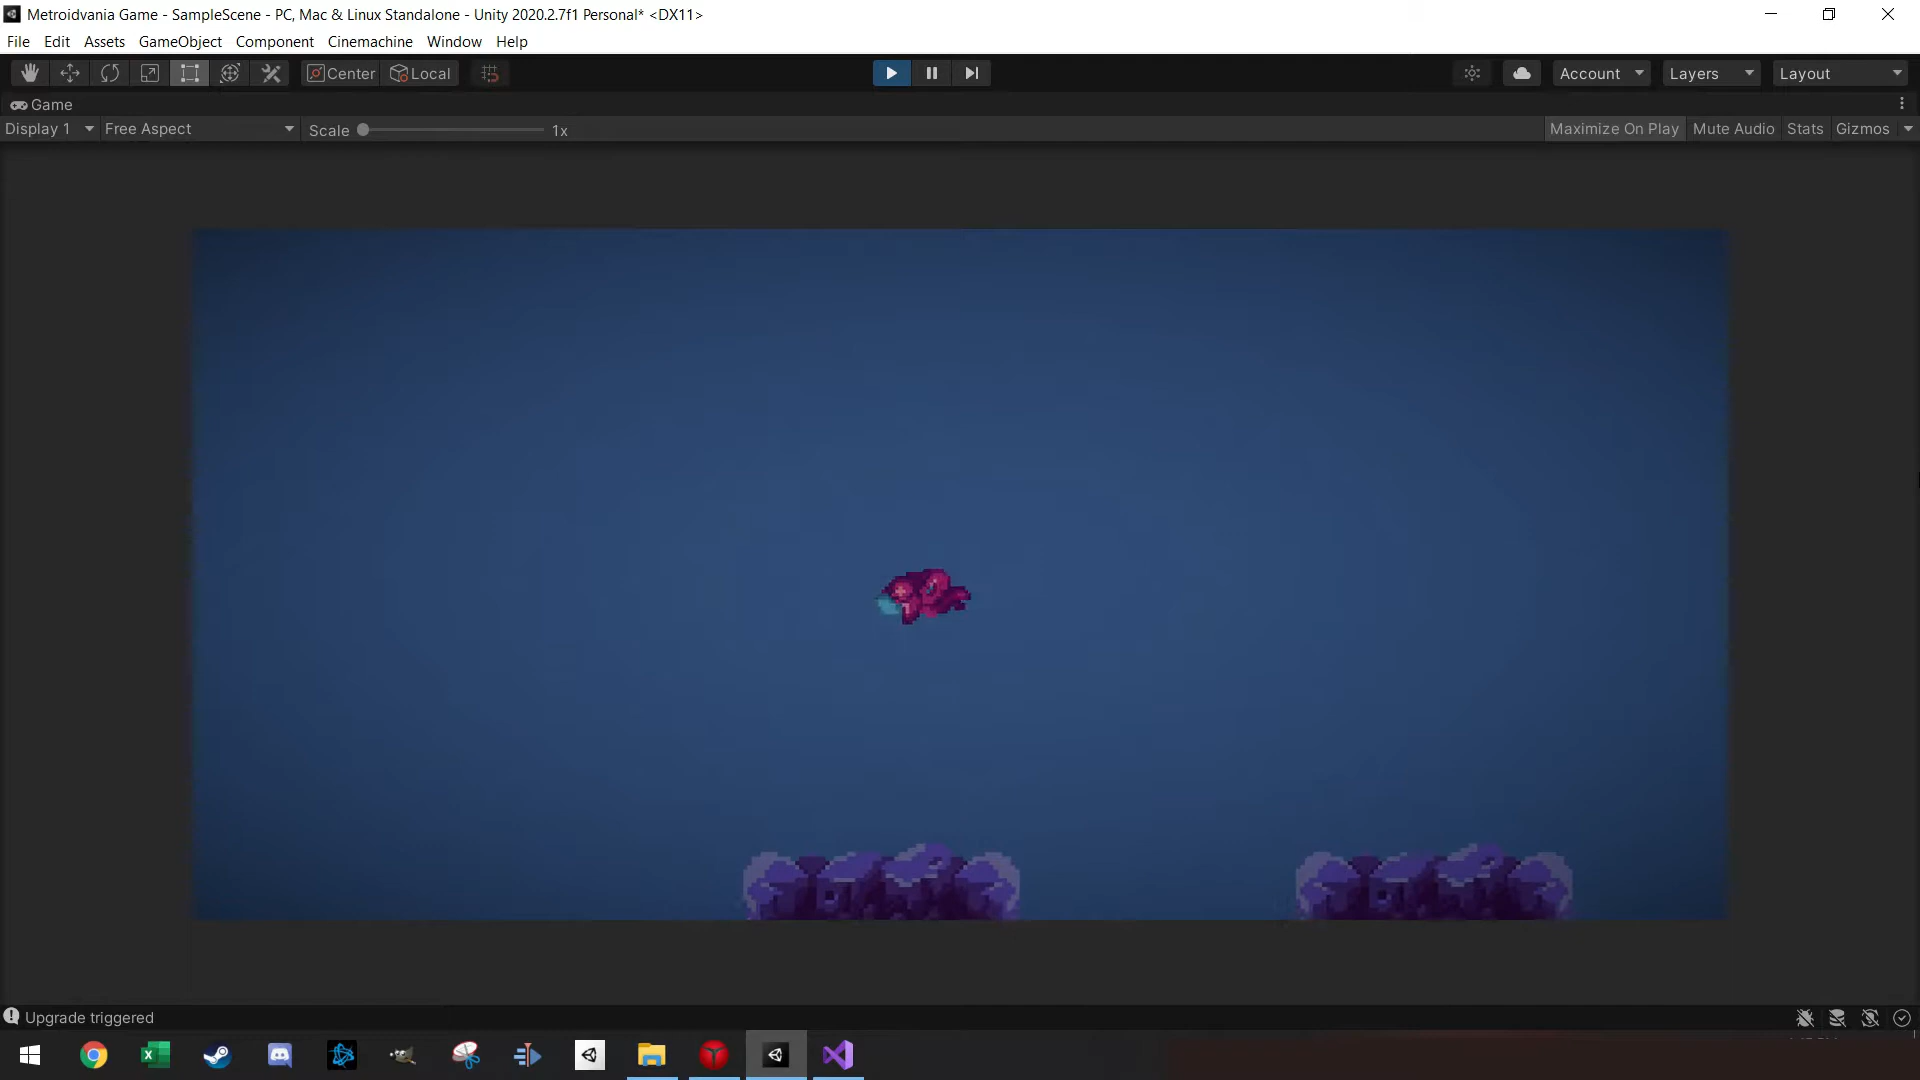 Metroidvania Game - SampleScene - PC, Mac & Linux Standalone - Unity 2020.2.7f1 Personal* <DX11>
File Edit Assets GameObject Component Cinemachine Window Help
Center Local Account Layers Layout
Game
Display 1 Free Aspect Scale 1x Maximize On Play Mute Audio Stats Gizmos
Upgrade triggered